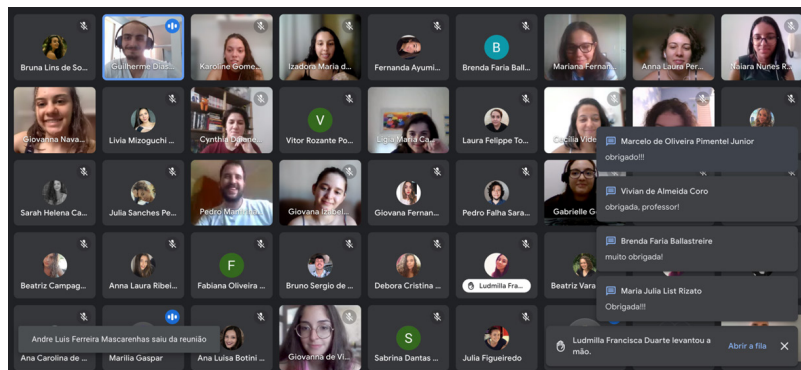 Bruna Lins de So...
Guilherme Dias...
Karoline Gome...
Izadora Maria d...
Fernanda Ayumi...
B
Brenda Faria Ball...
Mariana Fernan...
Anna Laura Per...
Naiara Nunes R...
Giovanna Nava...
Livia Mizoguchi ...
Cynthia Daiane...
V
Vitor Rozante Po...
Ligia Maria Ca...
Laura Felippe To...
Cecilia Vide
Marcelo de Oliveira Pimentel Junior
obrigado!!!
Sarah Helena Ca...
Julia Sanches Pe...
Pedro
Giovana Izabel...
Giovana Fernan...
Pedro Falha Sara...
Gabrielle G
Vivian de Almeida Coro
obrigada, professor!
Beatriz Campag...
Anna Laura Ribei...
F
Fabiana Oliveira ...
Bruno Sergio de ...
Debora Cristina ...
Ludmilla Fra...
Beatriz Vara
Brenda Faria Ballastreire
muito obrigada!
Maria Julia List Rizato
Obrigada!!!
Andre Luis Ferreira Mascarenhas saiu da reunião
Ana Carolina de ...
Marilia Gaspar
Ana Luisa Botini ...
Giovanna de Vi...
S
Sabrina Dantas ...
Julia Figueiredo
Ludmilla Francisca Duarte levantou a
mão.
Abrir a fila